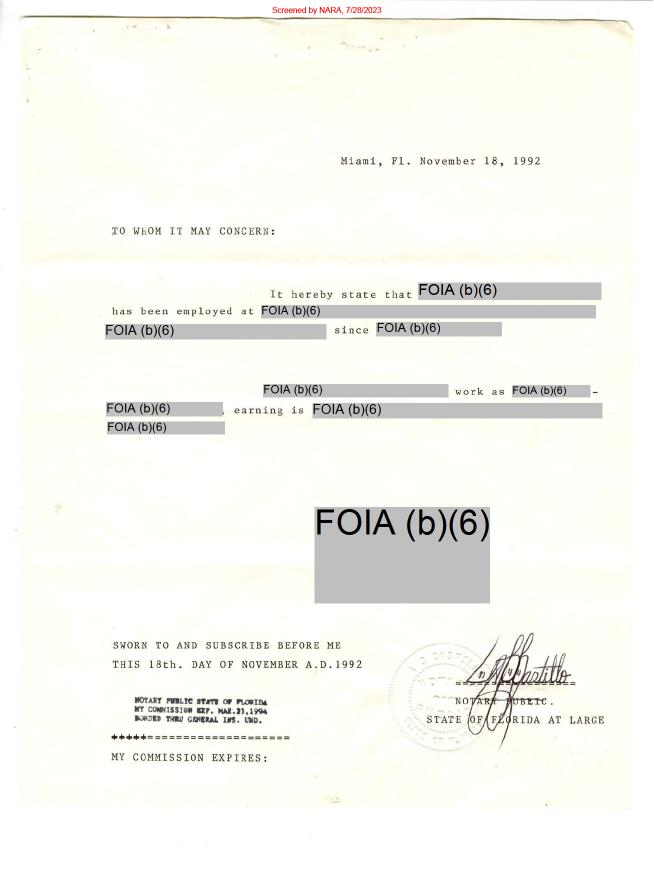 Screened by NARA, 7/28/2023
Miami, Fl. November 18, 1992
TO WHOM IT MAY CONCERN:
It hereby state that FOIA (b)(6)
has been employed at FOIA (b)(6)
FOIA (b)(6) since FOIA (b)(6)
FOIA (b)(6) work as FOIA (b)(6) -
FOIA (b)(6), earning is FOIA (b)(6)
FOIA (b)(6)
FOIA (b)(6)
SWORN TO AND SUBSCRIBE BEFORE ME
THIS 18th. DAY OF NOVEMBER A.D.1992
NOTARY PUBLIC STATE OF FLORIDA
MY COMMISSION EXP. MAR.23,1994
BONDED THRU GENERAL INS. UND.
Castillo
NOTARY PUBLIC.
STATE OF FLORIDA AT LARGE
MY COMMISSION EXPIRES: